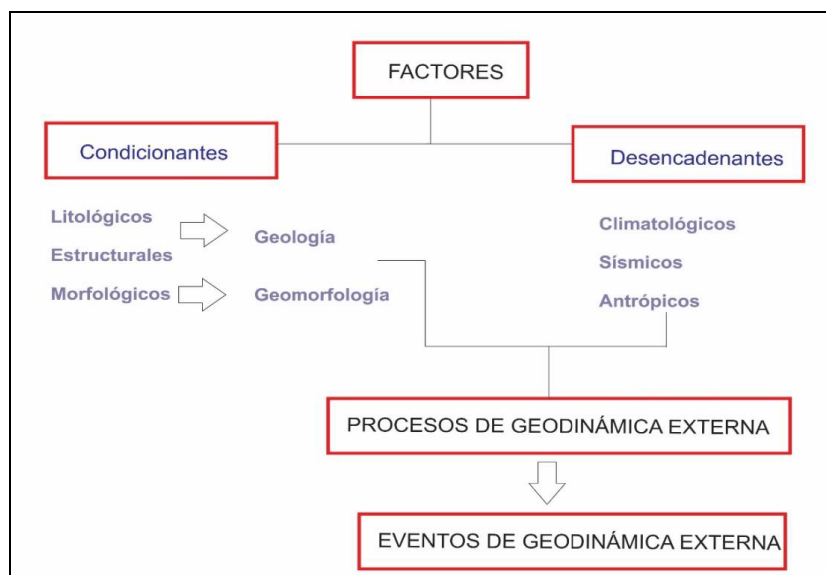 FACTORES
Condicionantes
Desencadenantes
Litológicos
Geología
Estructurales
Morfológicos
Geomorfología
Climatológicos
Sísmicos
Antrópicos
PROCESOS DE GEODINÁMICA EXTERNA
EVENTOS DE GEODINÁMICA EXTERNA